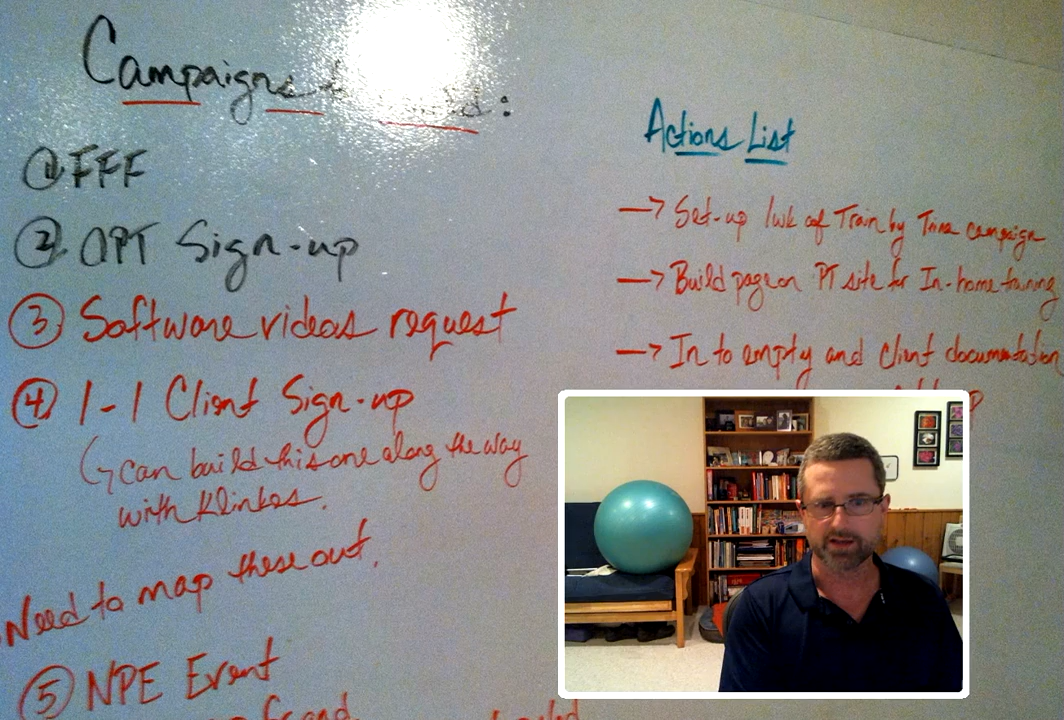 Campaigns
① FFF
② OPT Sign-up
③ Software videos request
④ 1-1 Client Sign-up
↳ can build this one along the way
with Klinkes.
Need to map these out.
⑤ NPE Event
Actions List
→ Set-up 1wk of Train by Trina campaign
→ Build page on PT site for In-home training
→ In to empty and client documentation